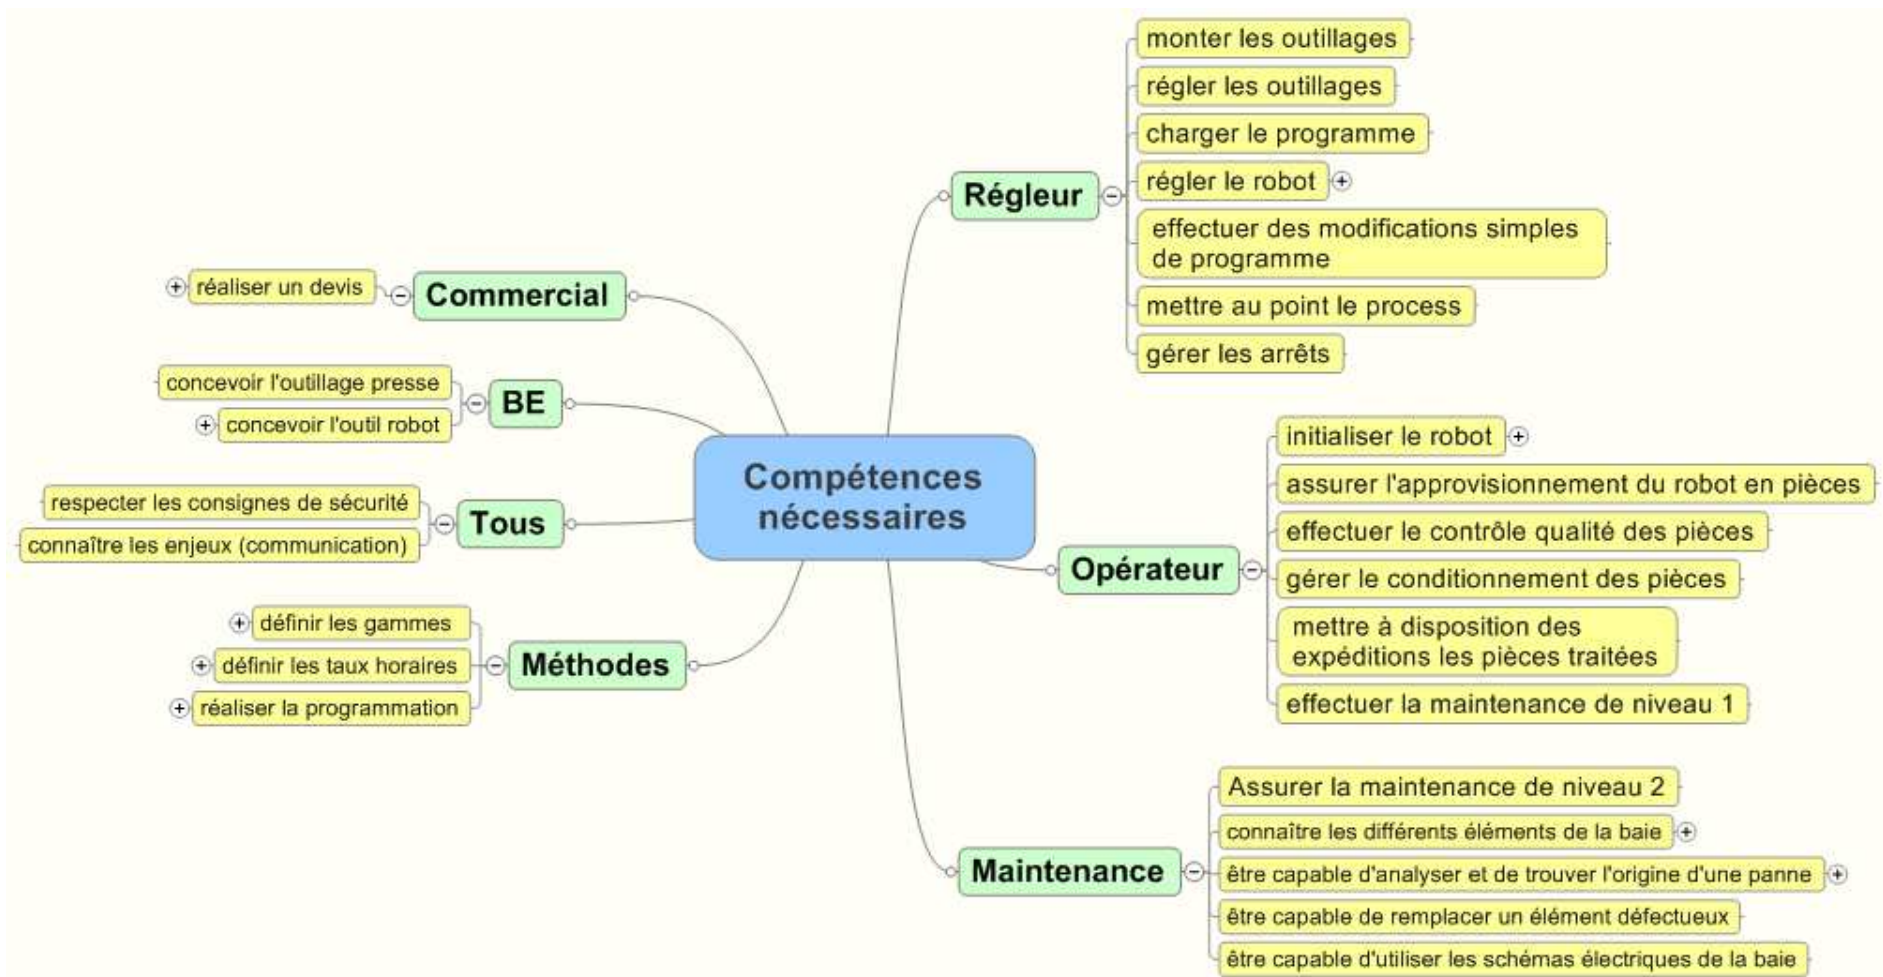 Compétences
nécessaires
Régleur
monter les outillages
régler les outillages
charger le programme
régler le robot
effectuer des modifications simples
de programme
mettre au point le process
gérer les arrêts
Opérateur
initialiser le robot
assurer l'approvisionnement du robot en pièces
effectuer le contrôle qualité des pièces
gérer le conditionnement des pièces
mettre à disposition des
expéditions les pièces traitées
effectuer la maintenance de niveau 1
Maintenance
Assurer la maintenance de niveau 2
connaître les différents éléments de la baie
être capable d'analyser et de trouver l'origine d'une panne
être capable de remplacer un élément défectueux
être capable d'utiliser les schémas électriques de la baie
Commercial
réaliser un devis
BE
concevoir l'outillage presse
concevoir l'outil robot
Tous
respecter les consignes de sécurité
connaître les enjeux (communication)
Méthodes
définir les gammes
définir les taux horaires
réaliser la programmation